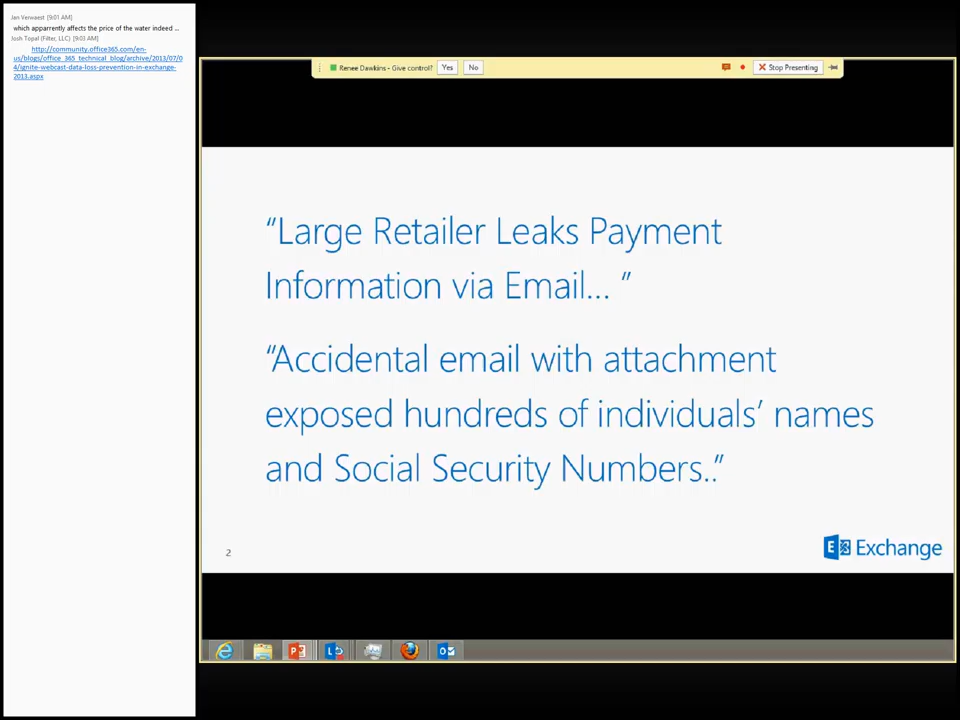 Jan Verwaest [9:01 AM]
which apparrently affects the price of the water indeed ...
Josh Topal (Filter, LLC) [9:03 AM]
http://community.office365.com/en-
us/blogs/office_365_technical_blog/archive/2013/07/0
4/ignite-webcast-data-loss-prevention-in-exchange-
2013.aspx
Renee Dawkins - Give control? Yes No Stop Presenting
“Large Retailer Leaks Payment
Information via Email... ”
“Accidental email with attachment
exposed hundreds of individuals’ names
and Social Security Numbers..”
2
Exchange